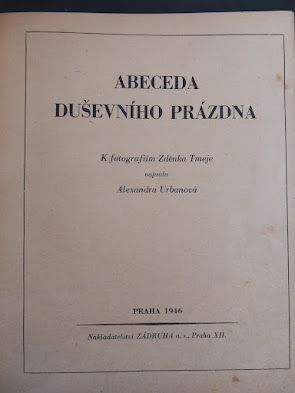 ABECEDA
DUŠEVNÍHO PRÁZDNA
K fotografiím Zdeňka Tmeje
napsala
Alexandra Urbanová
PRAHA 1946
Nakladatelství ZÁDRUHA a. s., Praha XII.